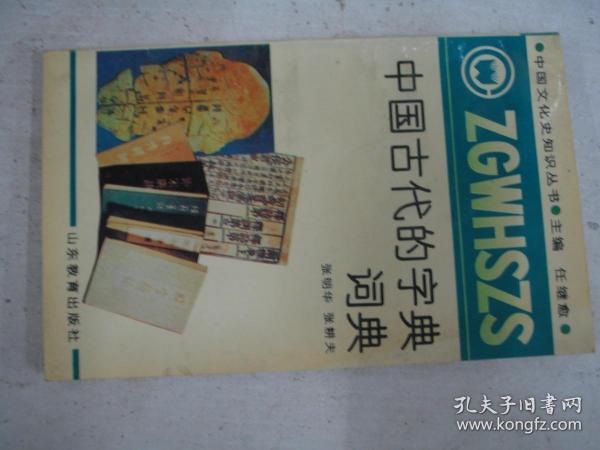 ●中国文化史知识丛书●主编 任继愈●
ZGWHSZS
中国古代的字典
词典
张明华 张耕夫
山东教育出版社
孔夫子旧书网
www.kongfz.com